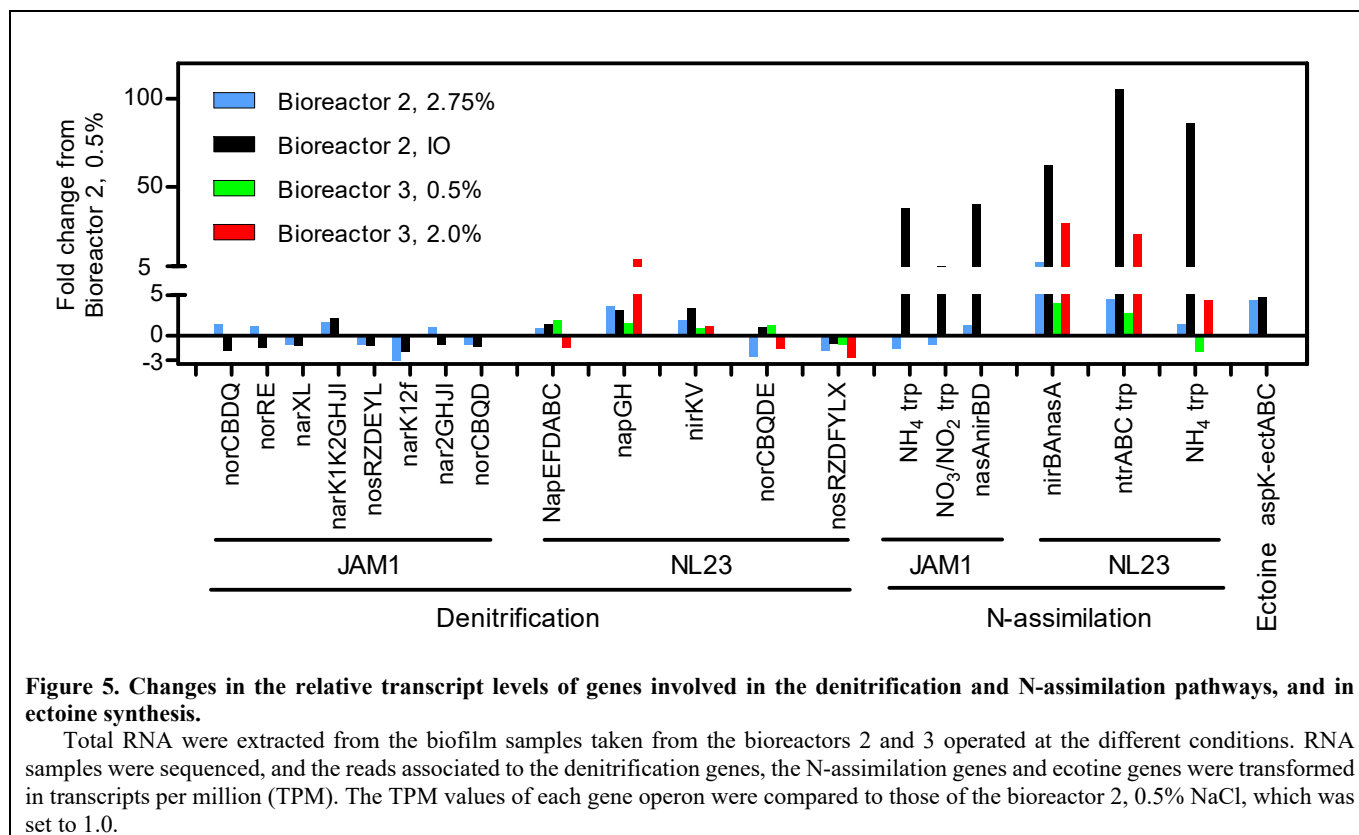 Fold change from
Bioreactor 2, 0.5%
100
50
5
5
0
-3
Bioreactor 2, 2.75%
Bioreactor 2, IO
Bioreactor 3, 0.5%
Bioreactor 3, 2.0%
norCBDQ
norRE
narXL
narK1K2GHJI
nosRZDEYL
narK12f
nar2GHJI
norCBQD
NapEFDABC
napGH
nirKV
norCBQDE
nosRZDFYLX
NH4 trp
NO3/NO2 trp
nasAnirBD
nirBAnasA
ntrABC trp
NH4 trp
Ectoine aspK-ectABC
JAM1
NL23
JAM1
NL23
Denitrification
N-assimilation
Figure 5. Changes in the relative transcript levels of genes involved in the denitrification and N-assimilation pathways, and in
ectoine synthesis.
Total RNA were extracted from the biofilm samples taken from the bioreactors 2 and 3 operated at the different conditions. RNA
samples were sequenced, and the reads associated to the denitrification genes, the N-assimilation genes and ecotine genes were transformed
in transcripts per million (TPM). The TPM values of each gene operon were compared to those of the bioreactor 2, 0.5% NaCl, which was
set to 1.0.